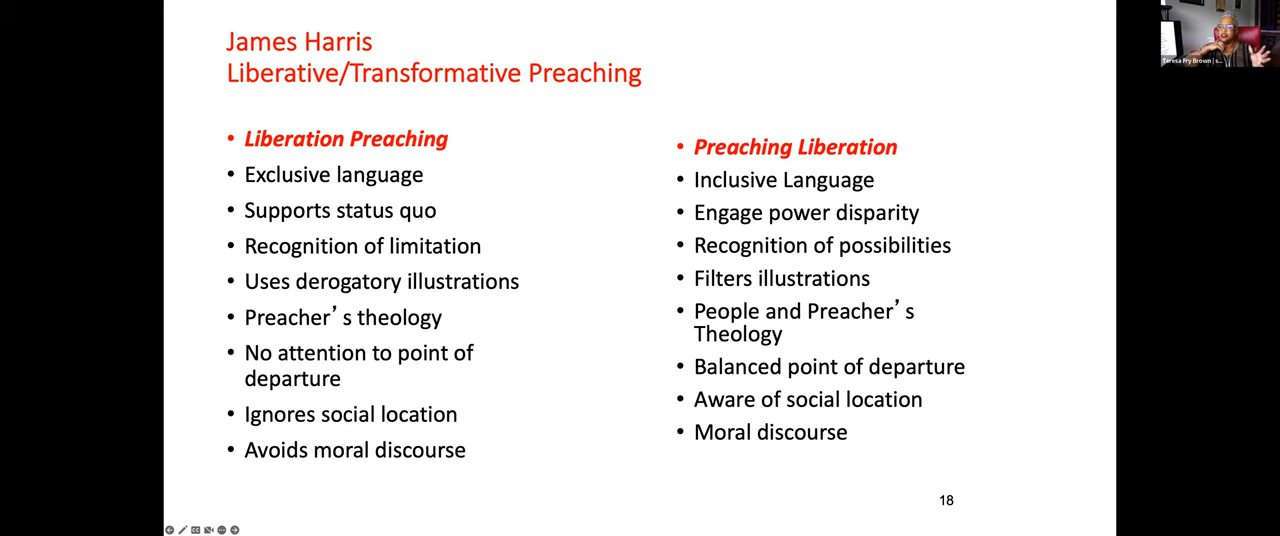 James Harris
Liberative/Transformative Preaching
• Liberation Preaching
• Exclusive language
• Supports status quo
• Recognition of limitation
• Uses derogatory illustrations
• Preacher’s theology
• No attention to point of
departure
• Ignores social location
• Avoids moral discourse
• Preaching Liberation
• Inclusive Language
• Engage power disparity
• Recognition of possibilities
• Filters illustrations
• People and Preacher’s
Theology
• Balanced point of departure
• Aware of social location
• Moral discourse
18
Teresa Fry Brown | s...